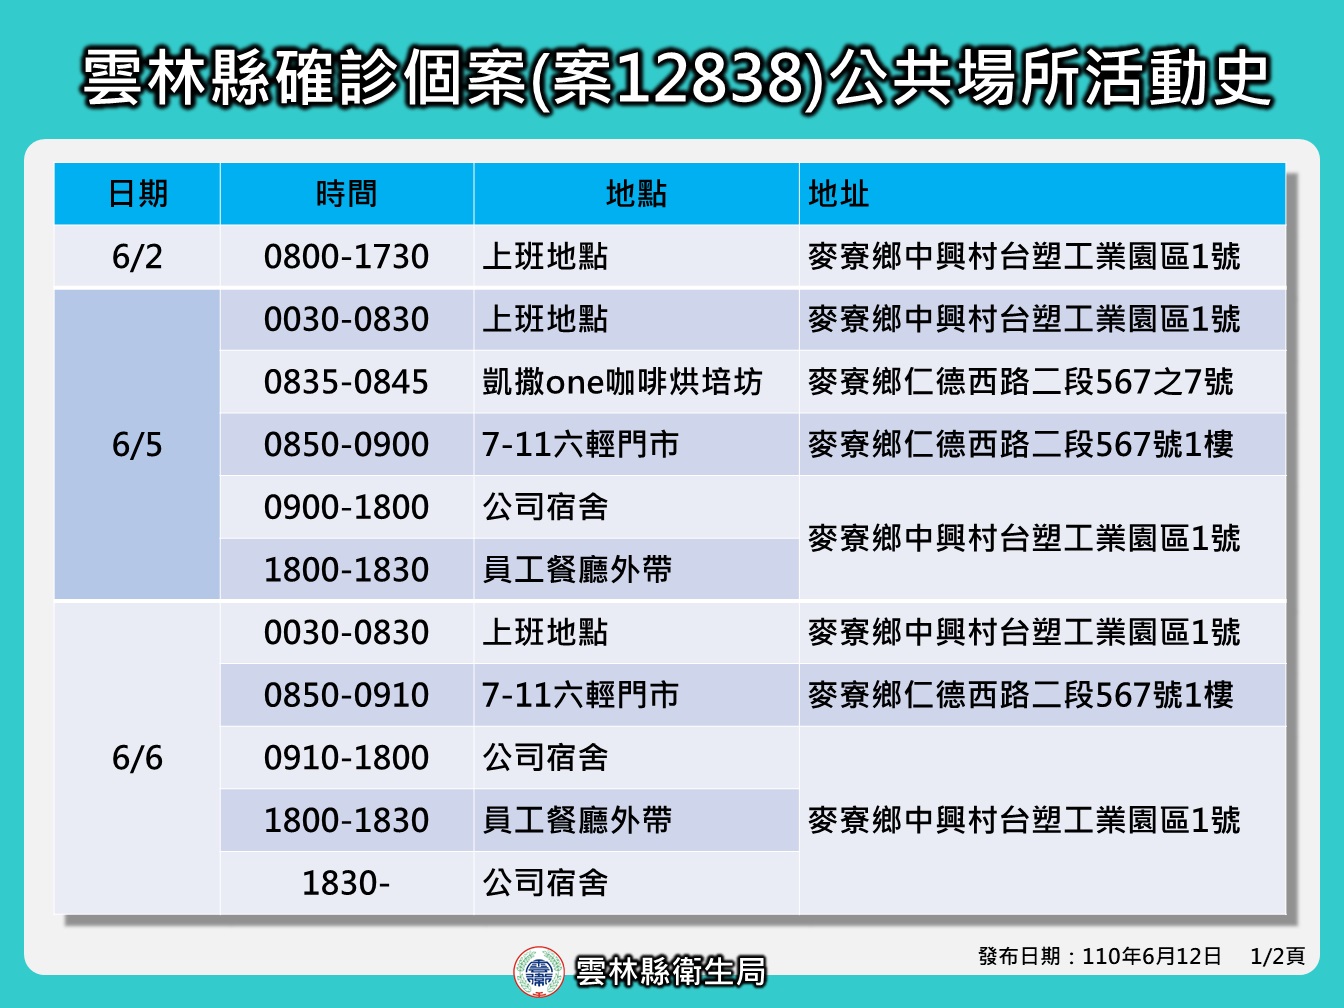 雲林縣確診個案(案12838)公共場所活動史
日期 時間 地點 地址
6/2 0800-1730 上班地點 麥寮鄉中興村台塑工業園區1號
6/5 0030-0830 上班地點 麥寮鄉中興村台塑工業園區1號
0835-0845 凱撒one咖啡烘培坊 麥寮鄉仁德西路二段567之7號
0850-0900 7-11六輕門市 麥寮鄉仁德西路二段567號1樓
0900-1800 公司宿舍 麥寮鄉中興村台塑工業園區1號
1800-1830 員工餐廳外帶
6/6 0030-0830 上班地點 麥寮鄉中興村台塑工業園區1號
0850-0910 7-11六輕門市 麥寮鄉仁德西路二段567號1樓
0910-1800 公司宿舍 麥寮鄉中興村台塑工業園區1號
1800-1830 員工餐廳外帶
1830- 公司宿舍
雲林縣衛生局
發布日期：110年6月12日 1/2頁